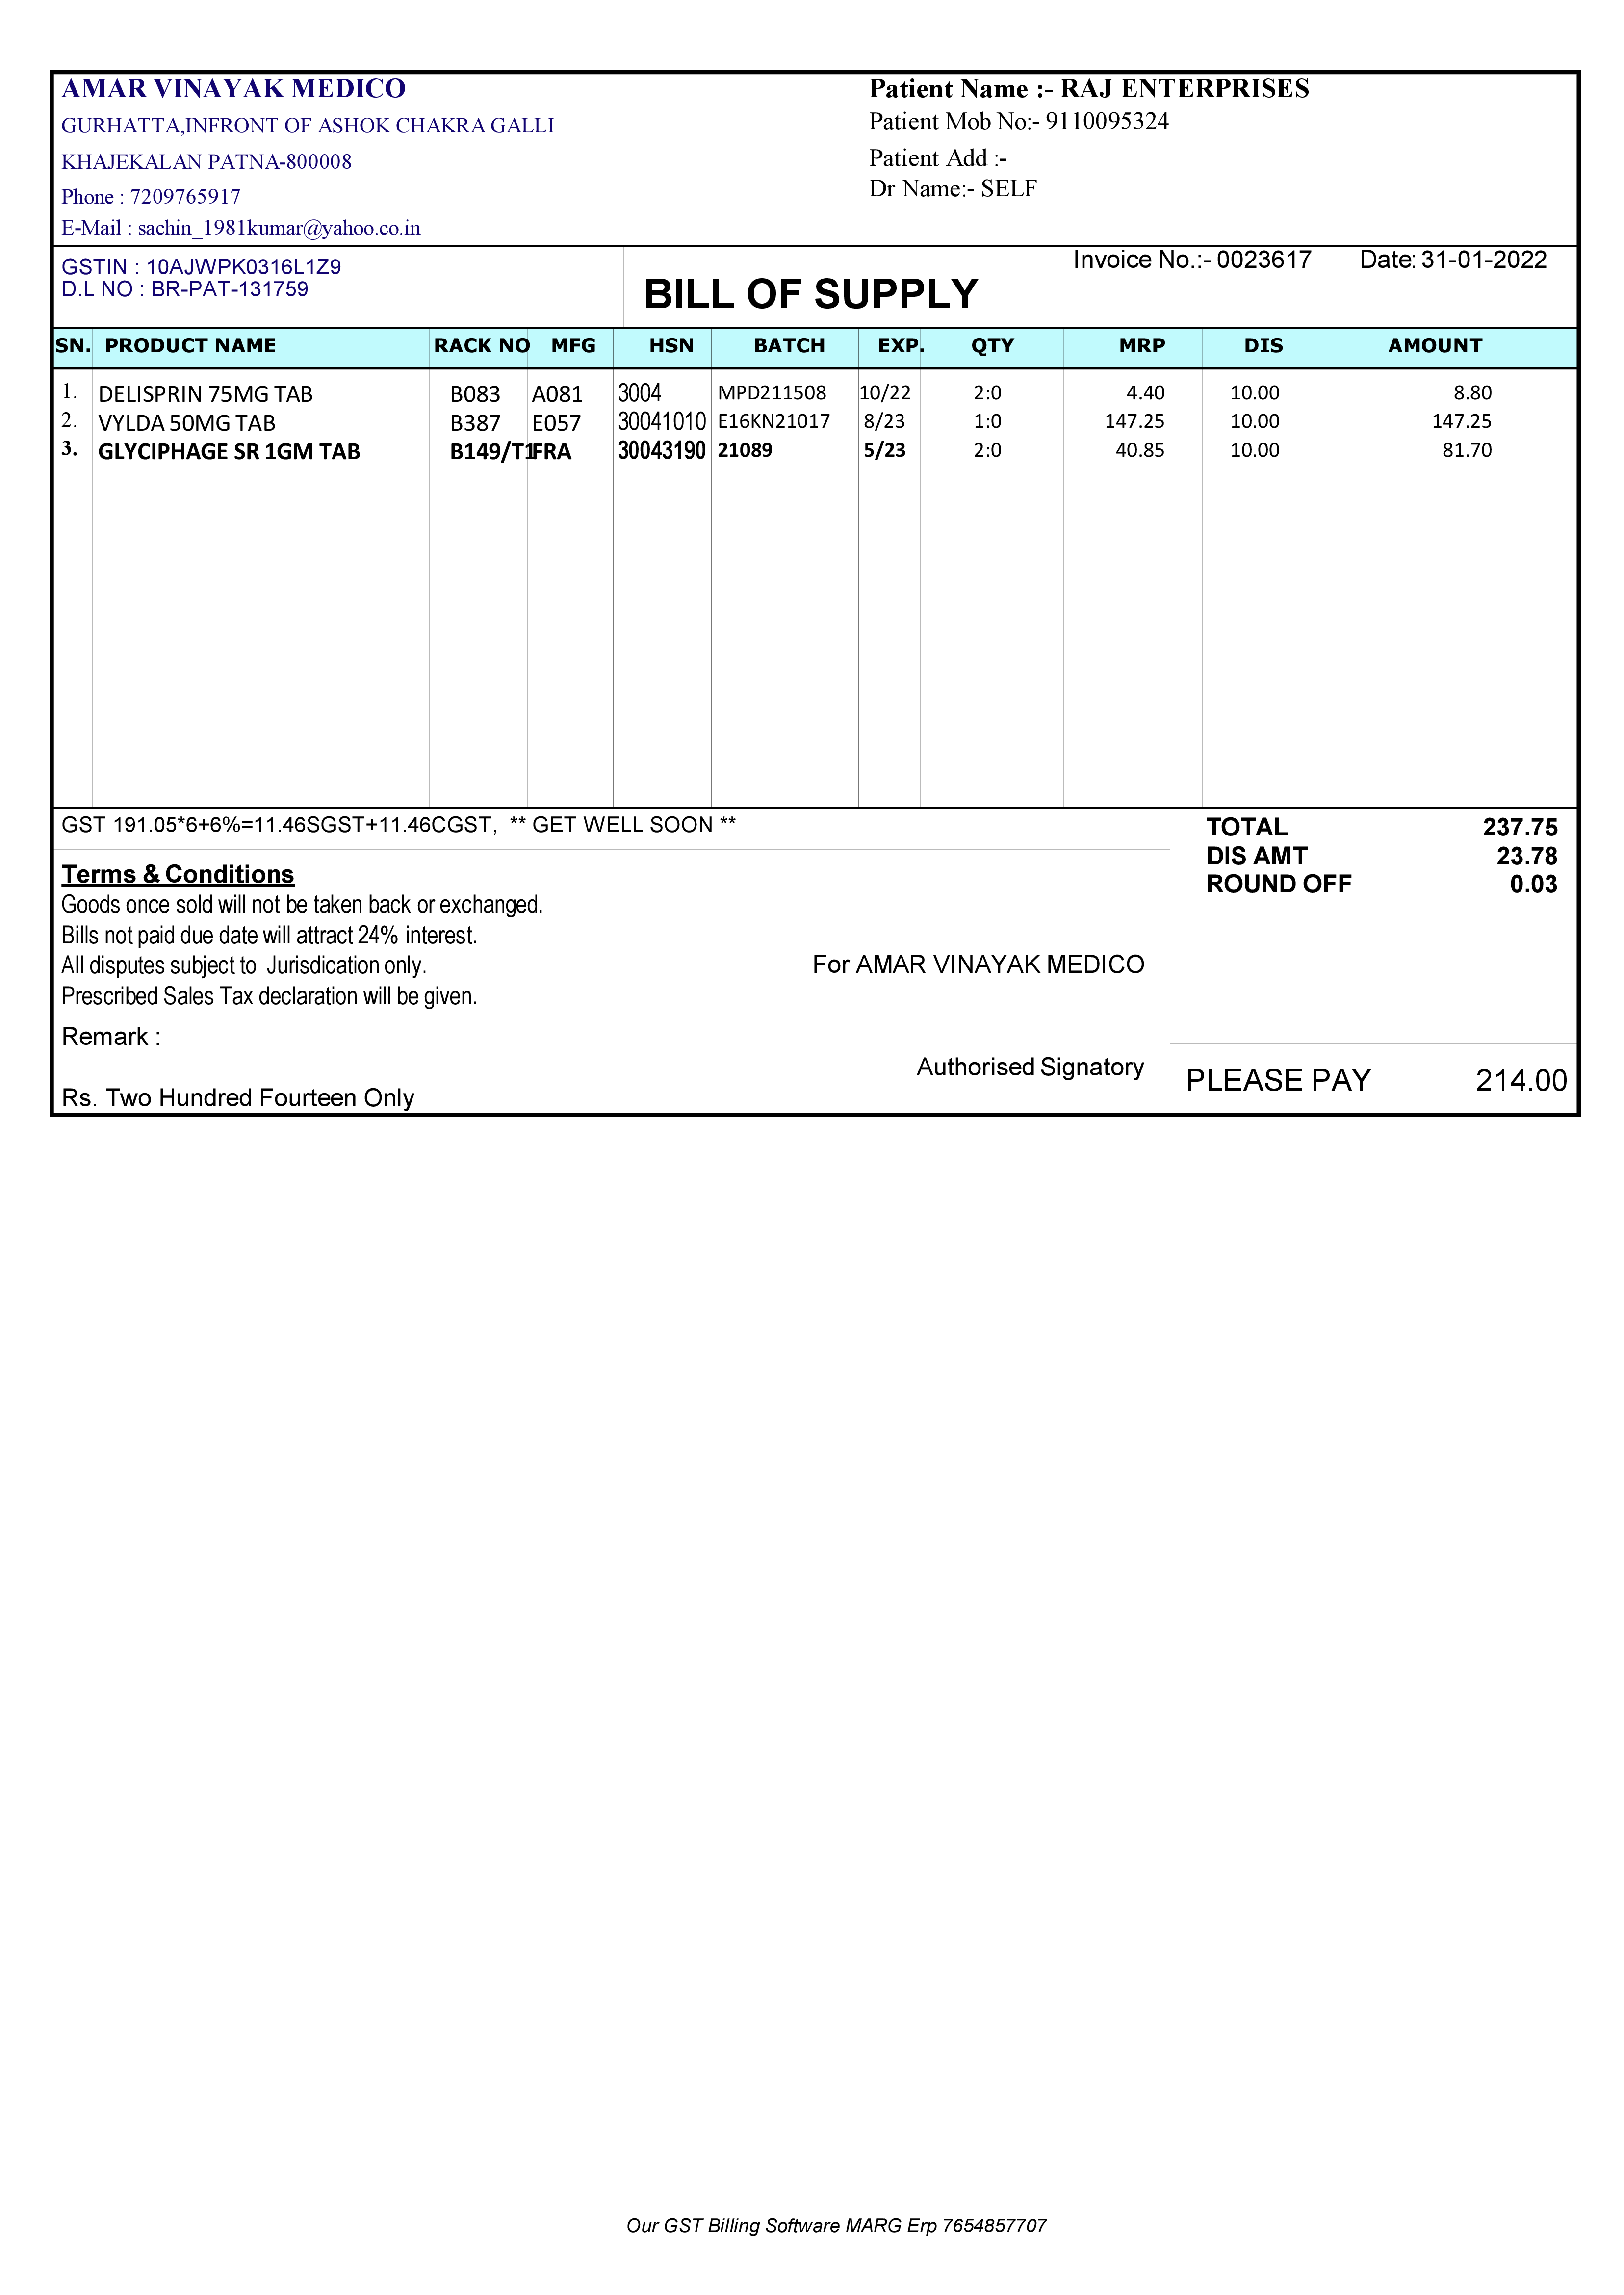 AMAR VINAYAK MEDICO
GURHATTA,INFRONT OF ASHOK CHAKRA GALLI
KHAJEKALAN PATNA-800008
Phone : 7209765917
E-Mail : sachin_1981kumar@yahoo.co.in
Patient Name :- RAJ ENTERPRISES
Patient Mob No:- 9110095324
Patient Add :-
Dr Name:- SELF
GSTIN : 10AJWPK0316L1Z9
D.L NO : BR-PAT-131759
BILL OF SUPPLY
Invoice No.:- 0023617 Date: 31-01-2022
SN. PRODUCT NAME RACK NO MFG HSN BATCH EXP. QTY MRP DIS AMOUNT
1. DELISPRIN 75MG TAB B083 A081 3004 MPD211508 10/22 2:0 4.40 10.00 8.80
2. VYLDA 50MG TAB B387 E057 30041010 E16KN21017 8/23 1:0 147.25 10.00 147.25
3. GLYCIPHAGE SR 1GM TAB B149/T1 FRA 30043190 21089 5/23 2:0 40.85 10.00 81.70
GST 191.05*6+6%=11.46SGST+11.46CGST, ** GET WELL SOON **
TOTAL 237.75
DIS AMT 23.78
ROUND OFF 0.03
Terms & Conditions
Goods once sold will not be taken back or exchanged.
Bills not paid due date will attract 24% interest.
All disputes subject to Jurisdication only.
Prescribed Sales Tax declaration will be given.
For AMAR VINAYAK MEDICO
Remark :
Authorised Signatory
Rs. Two Hundred Fourteen Only
PLEASE PAY 214.00
Our GST Billing Software MARG Erp 7654857707